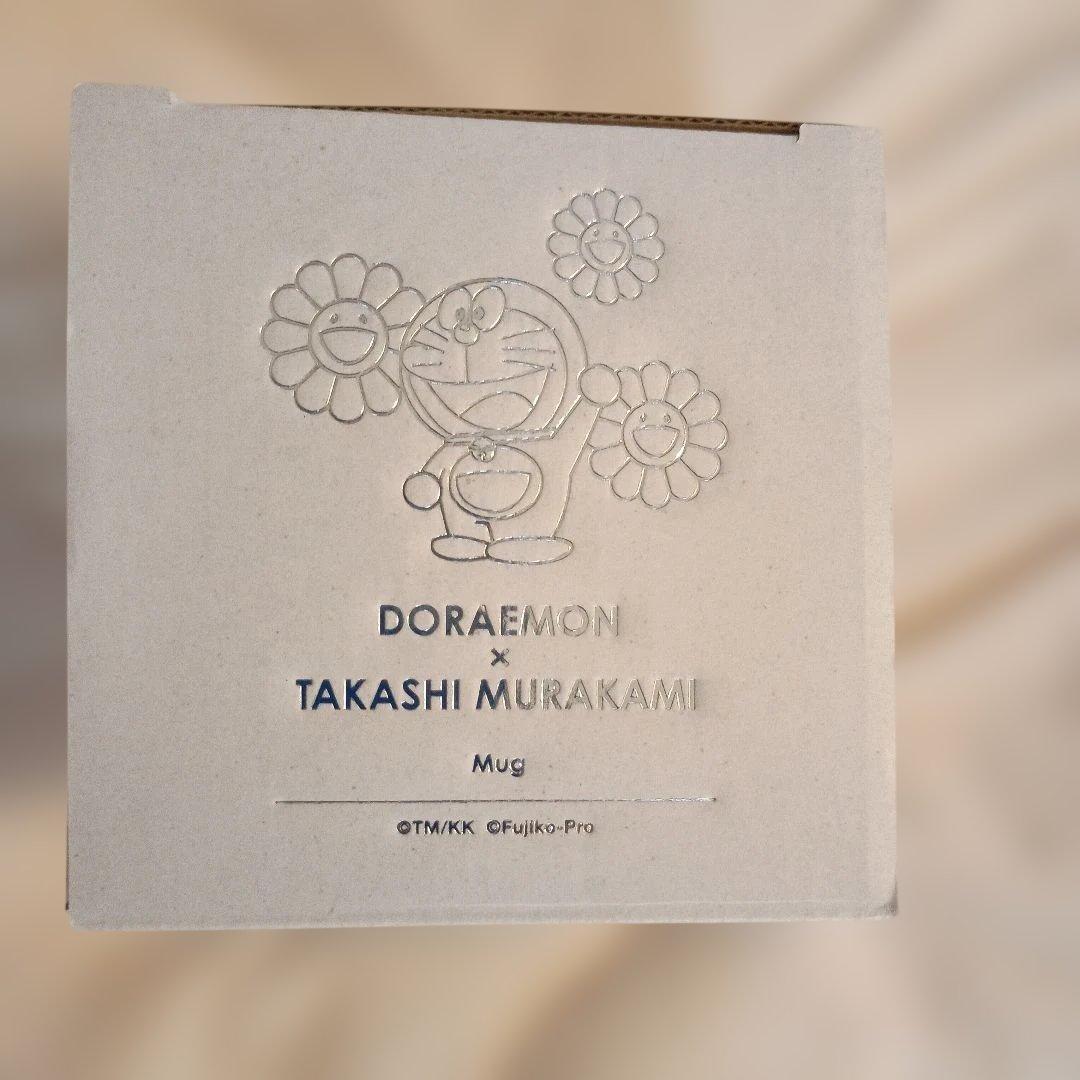 DORAEMON
×
TAKASHI MURAKAMI
Mug
©TM/KK ©Fujiko-Pro